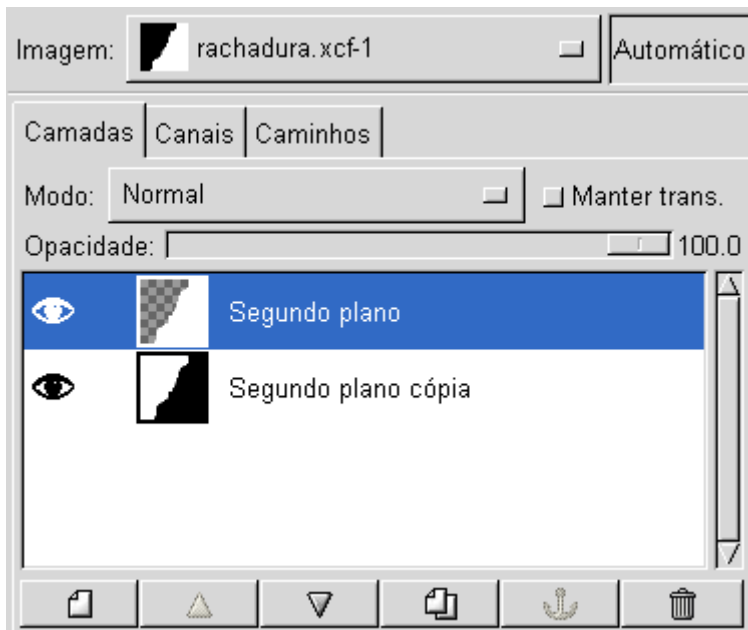 Imagem: rachadura.xcf-1 Automático
Camadas Canais Caminhos
Modo: Normal Manter trans.
Opacidade: 100.0
Segundo plano
Segundo plano cópia